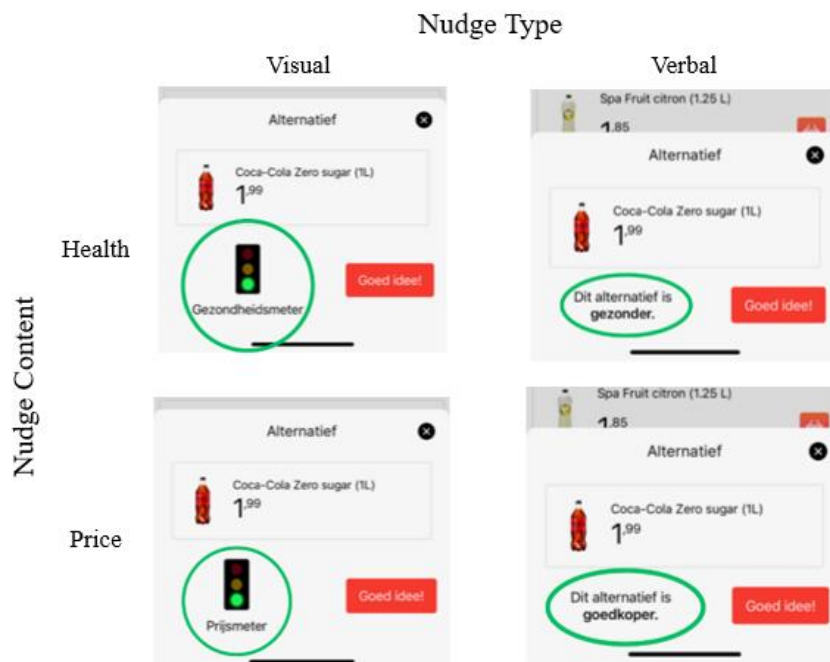 Nudge Type
Visual
Verbal
Nudge Content
Health
Alternatief
Coca-Cola Zero sugar (1L)
1,99
Gezondheidsmeter
Goed idee!
Spa Fruit citron (1.25 L)
1,85
Alternatief
Coca-Cola Zero sugar (1L)
1,99
Dit alternatief is
gezonder.
Goed idee!
Price
Alternatief
Coca-Cola Zero sugar (1L)
1,99
Prijsmeter
Goed idee!
Spa Fruit citron (1.25 L)
1,85
Alternatief
Coca-Cola Zero sugar (1L)
1,99
Dit alternatief is
goedkoper.
Goed idee!